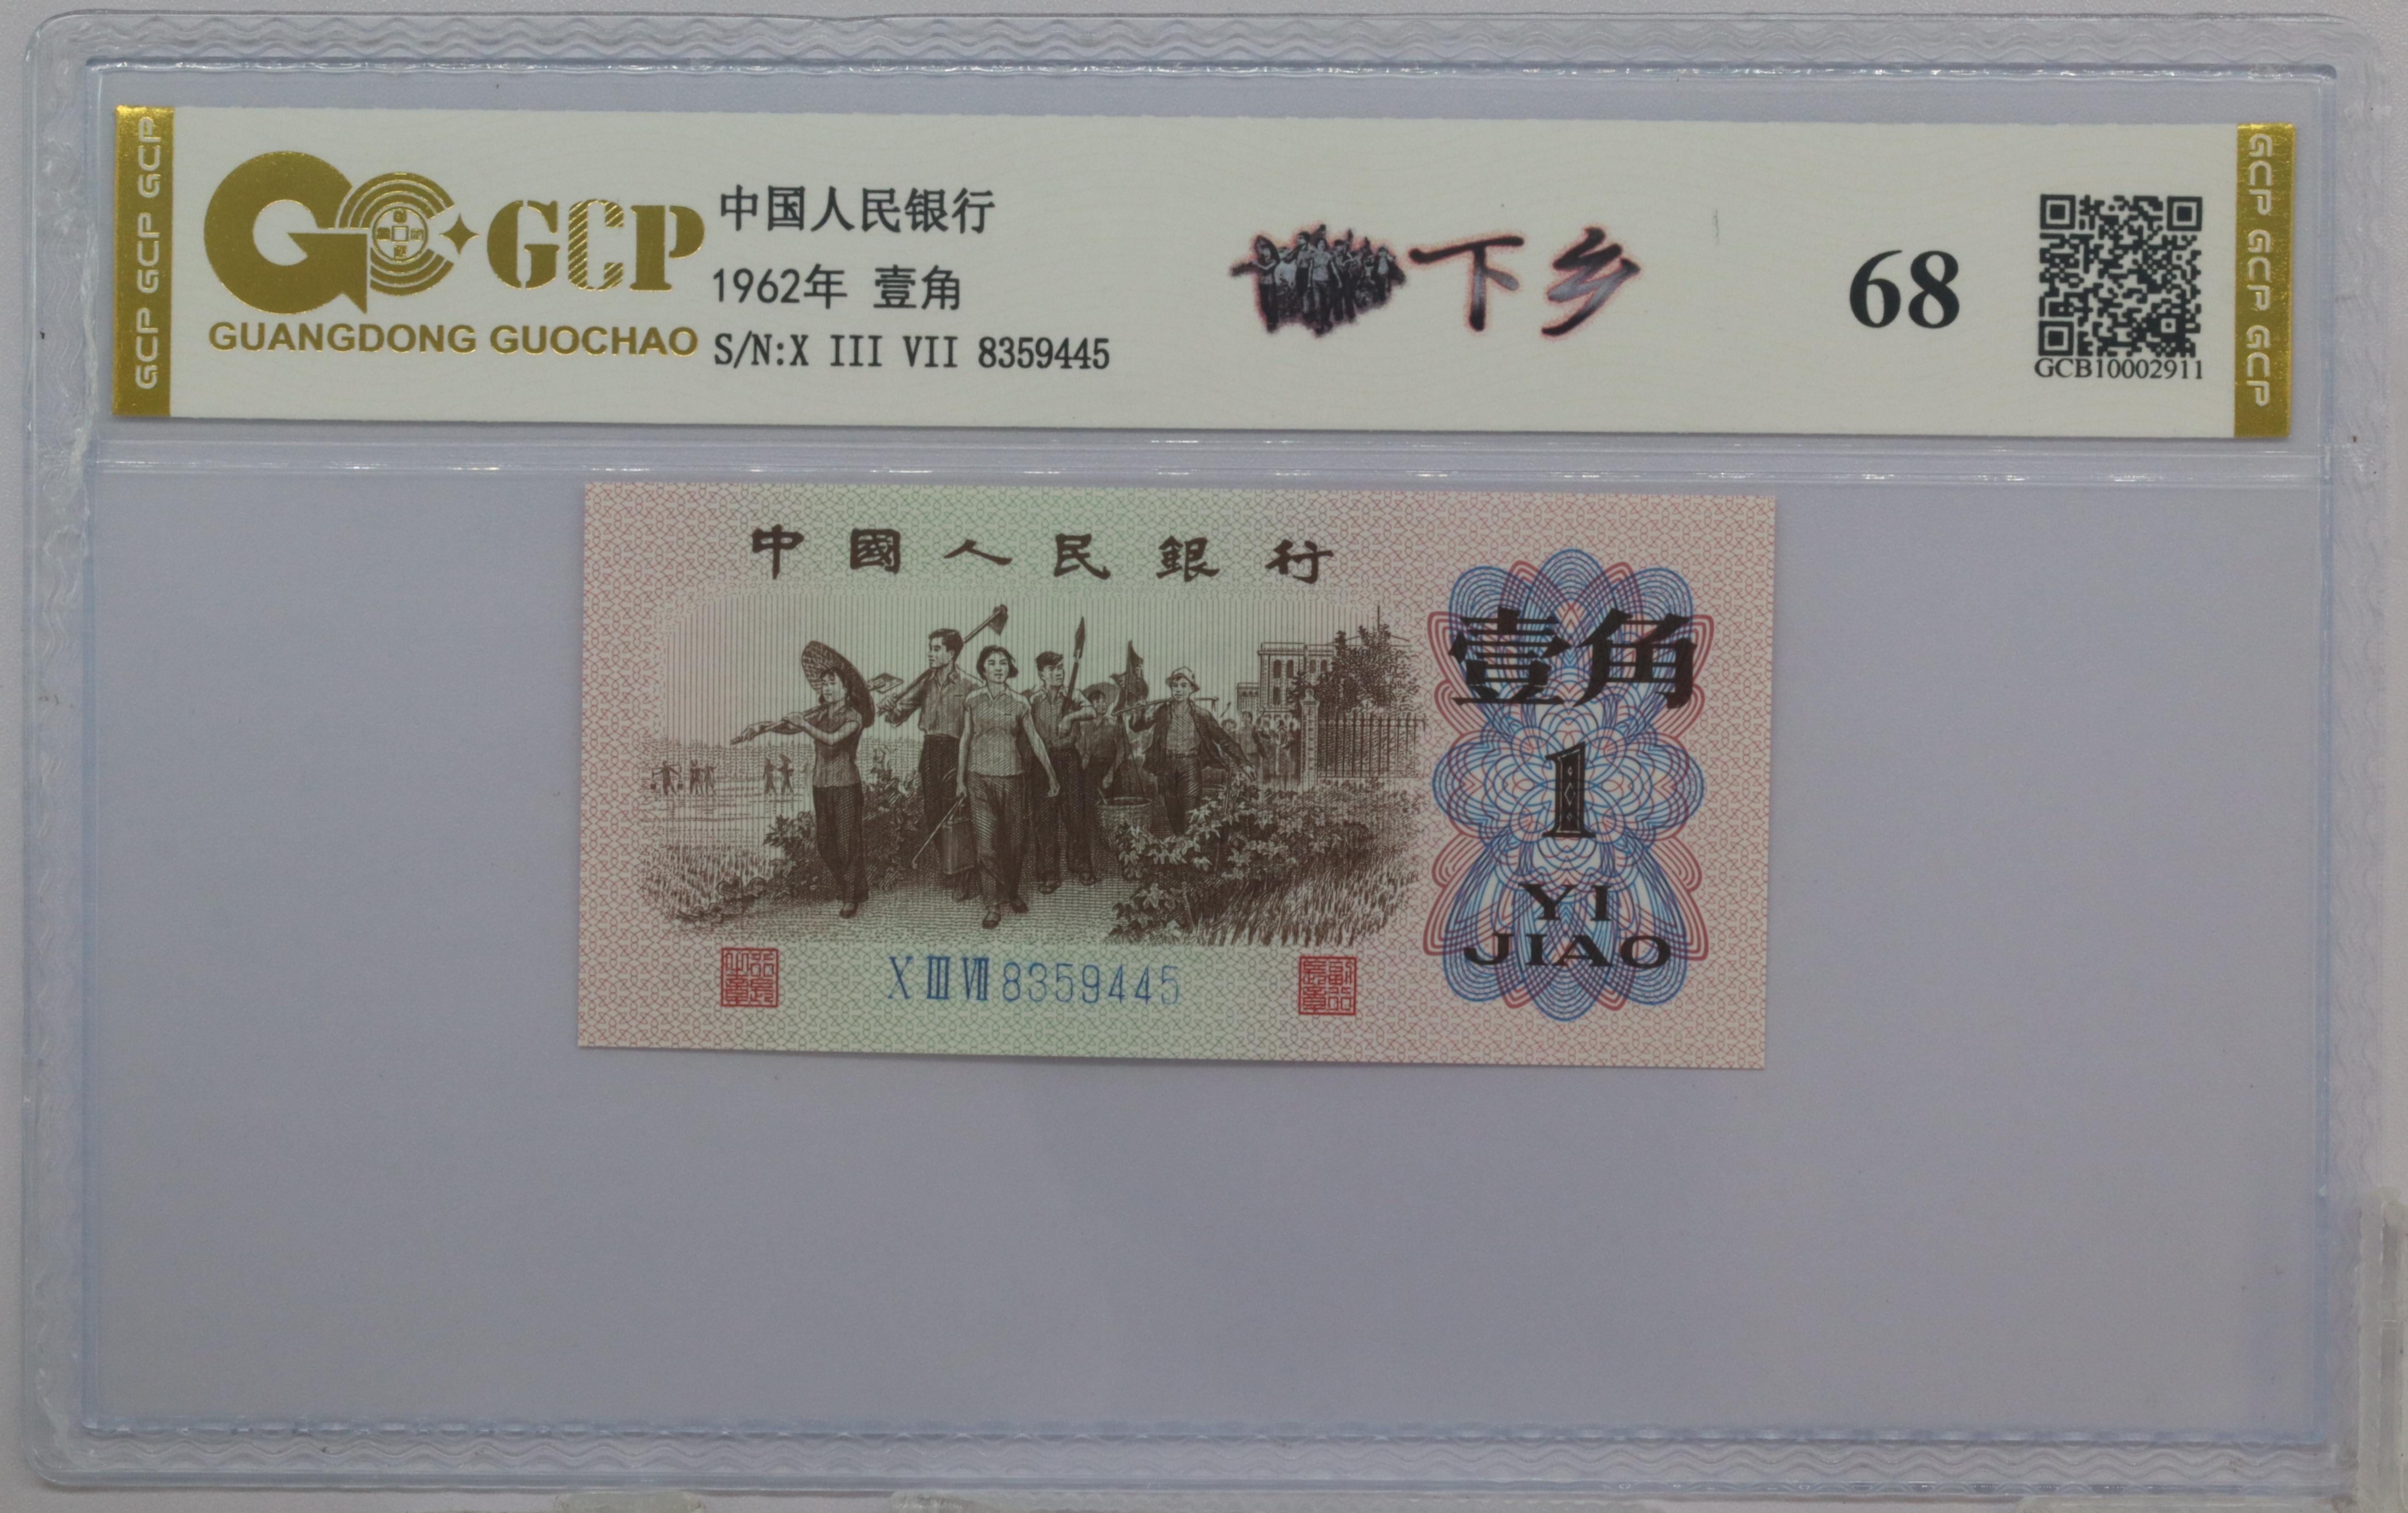 GCP GCP GCP
GCP
GUANGDONG GUOCHAO
中国人民银行
1962年 壹角
S/N:X III VII 8359445
下乡
68
GCB10002911
GCP GCP GCP
中國人民銀行
壹角
1
YI
JIAO
X III VII 8359445